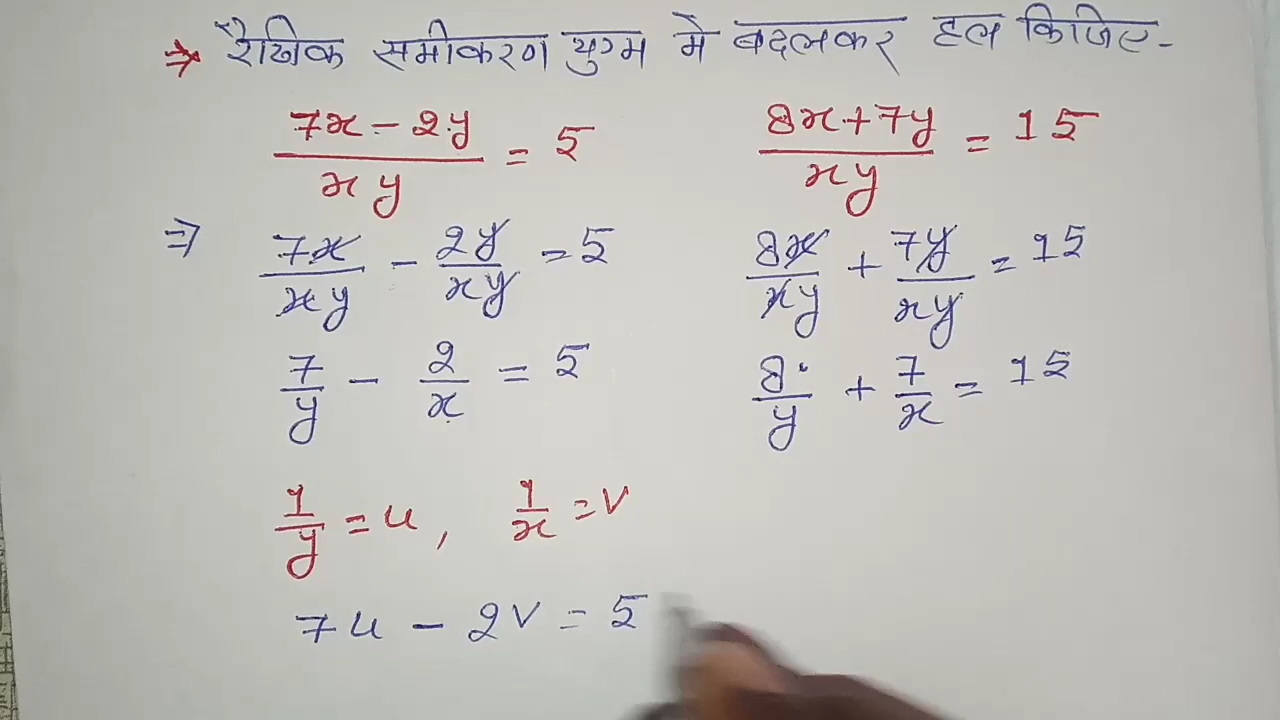 ⇒ रैखिक समीकरण युग्म मे बदलकर हल किजिए-
(7x - 2y)/(xy) = 5    (8x+7y)/(xy) = 15
⇒ 7x/(xy) - 2y/(xy) = 5    8x/(xy) + 7y/(xy) = 15
7/y - 2/x = 5    8/y + 7/x = 15
1/y = u, 1/x = v
7u - 2v = 5